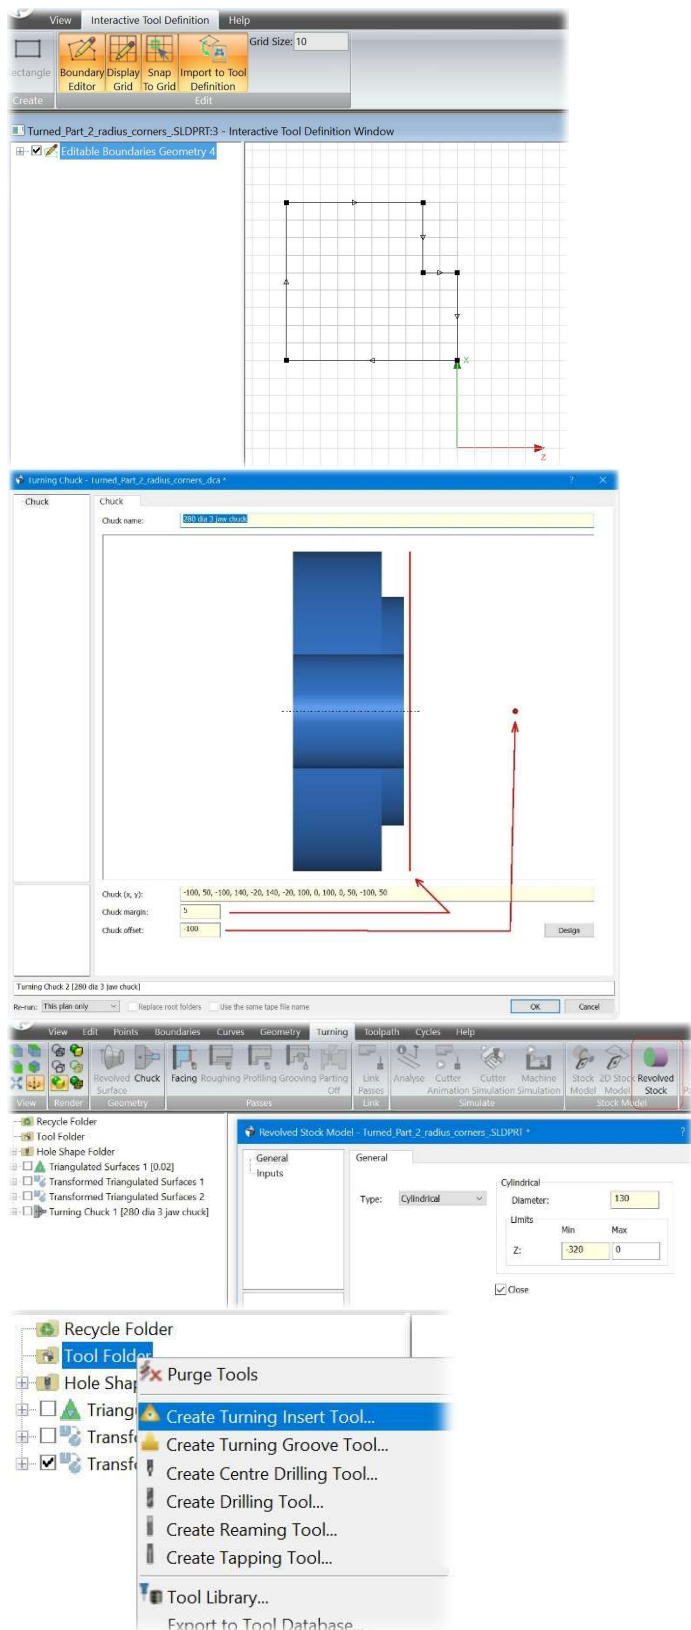 View Interactive Tool Definition Help
Grid Size: 10
ectangle Boundary Editor Display Grid Snap To Grid Import to Tool Definition
Create Edit
Turned_Part_2_radius_corners_.SLDPRT:3 - Interactive Tool Definition Window
Editable Boundaries Geometry 4
X
Z
Turning Chuck - Turned_Part_2_radius_corners_.dca *
Chuck Chuck
Chuck name: 280 dia 3 jaw chuck
Chuck (x, y): -100, 50, -100, 140, -20, 140, -20, 100, 0, 100, 0, 50, -100, 50
Chuck margin: 5
Chuck offset: -100 Design
Turning Chuck 2 [280 dia 3 jaw chuck]
Re-run: This plan only Replace root folders Use the same tape file name OK Cancel
View Edit Points Boundaries Curves Geometry Turning Toolpath Cycles Help
Revolved Surface Chuck Facing Roughing Profiling Grooving Parting Off Link Passes Analyse Cutter Animation Cutter Simulation Machine Simulation Stock Model 2D Stock Model Revolved Stock
View Render Geometry Passes Link Simulate Stock Model
Recycle Folder
Tool Folder
Hole Shape Folder
Triangulated Surfaces 1 [0.02]
Transformed Triangulated Surfaces 1
Transformed Triangulated Surfaces 2
Turning Chuck 1 [280 dia 3 jaw chuck]
Revolved Stock Model - Turned_Part_2_radius_corners_.SLDPRT * ?
General
Inputs
General
Type: Cylindrical
Cylindrical
Diameter: 130
Limits
Min Max
Z: -320 0
Close
Recycle Folder
Tool Folder
Hole Shap
Triang
Transf
Transf
Purge Tools
Create Turning Insert Tool...
Create Turning Groove Tool...
Create Centre Drilling Tool...
Create Drilling Tool...
Create Reaming Tool...
Create Tapping Tool...
Tool Library...
Export to Tool Database...